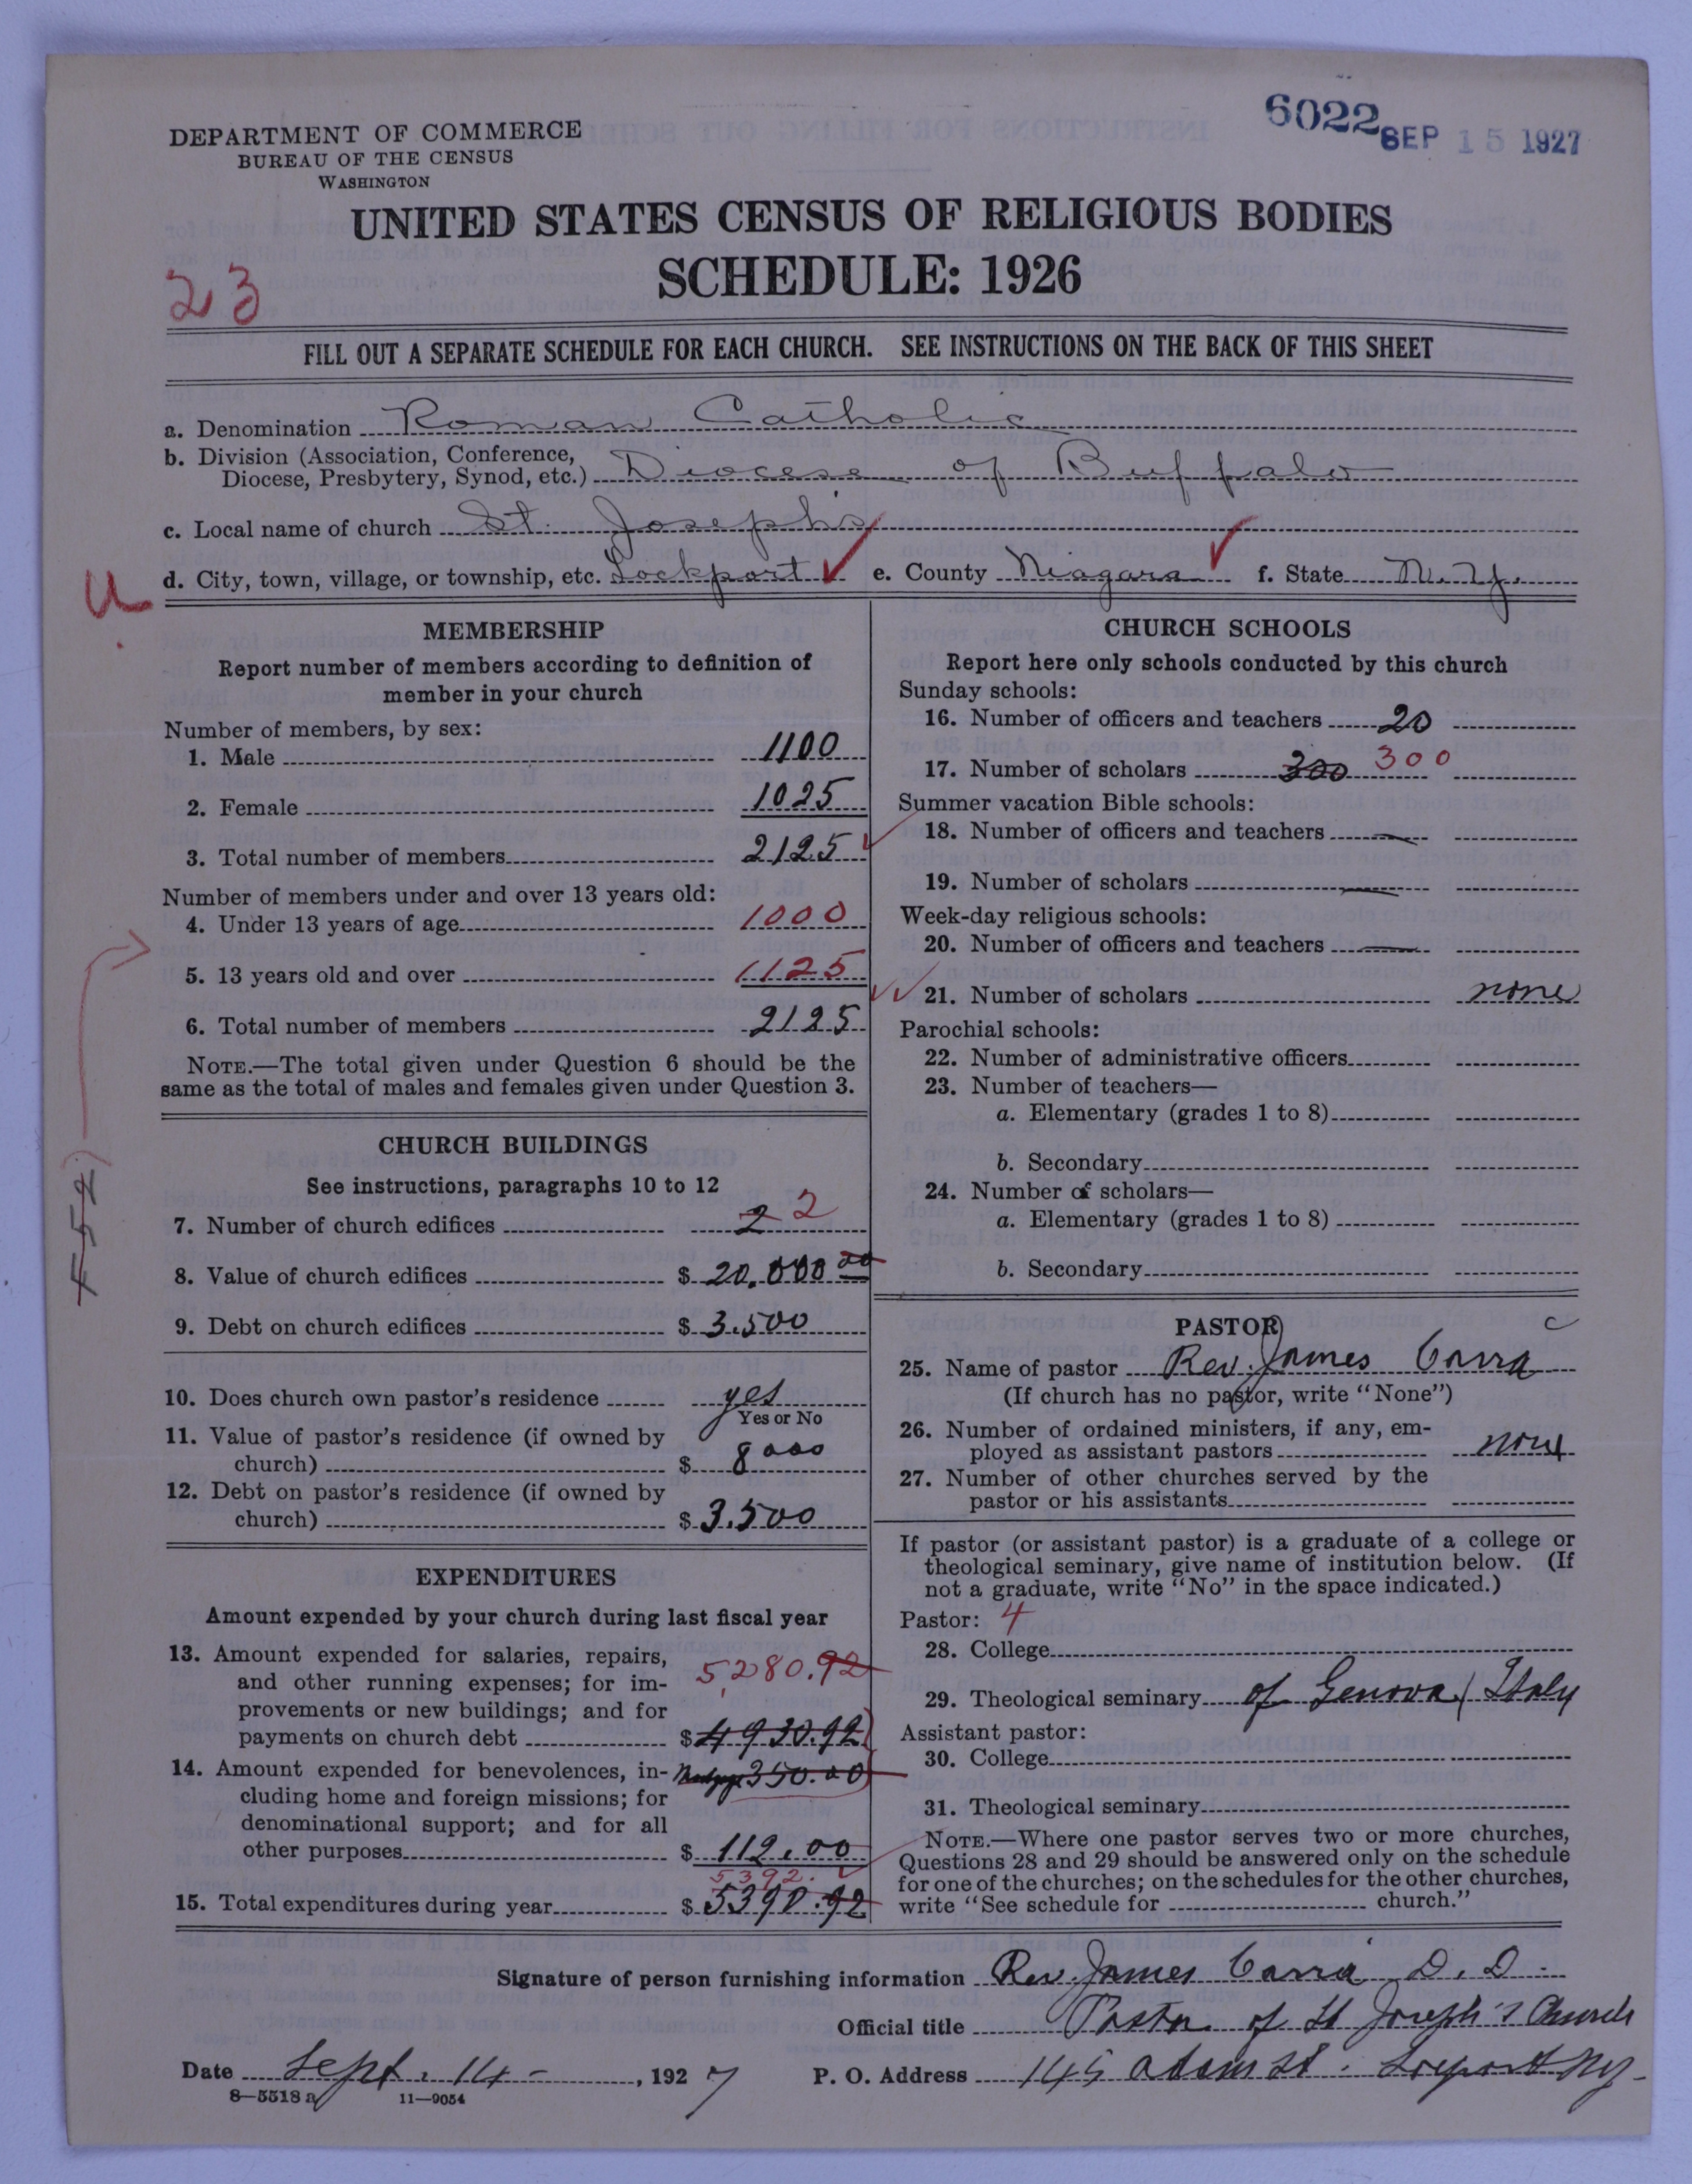 6022 SEP 15 1927
DEPARTMENT OF COMMERCE
BUREAU OF THE CENSUS
WASHINGTON
UNITED STATES CENSUS OF RELIGIOUS BODIES
SCHEDULE: 1926
23
FILL OUT A SEPARATE SCHEDULE FOR EACH CHURCH. SEE INSTRUCTIONS ON THE BACK OF THIS SHEET
a. Denomination Roman Catholic
b. Division (Association, Conference,
Diocese, Presbytery, Synod, etc.) Diocese of Buffalo
c. Local name of church St. Joseph's
d. City, town, village, or township, etc. Lockport e. County Niagara f. State N.Y.
u
MEMBERSHIP
Report number of members according to definition of
member in your church
Number of members, by sex:
1. Male 1100
2. Female 1025
3. Total number of members 2125
Number of members under and over 13 years old:
4. Under 13 years of age 1000
5. 13 years old and over 1125
6. Total number of members 2125
NOTE.—The total given under Question 6 should be the
same as the total of males and females given under Question 3.
CHURCH BUILDINGS
See instructions, paragraphs 10 to 12
7. Number of church edifices 2 2
8. Value of church edifices $ 20.000 00
9. Debt on church edifices $ 3.500
10. Does church own pastor's residence yes
Yes or No
11. Value of pastor's residence (if owned by
church) $ 8000
12. Debt on pastor's residence (if owned by
church) $ 3.500
EXPENDITURES
Amount expended by your church during last fiscal year
13. Amount expended for salaries, repairs,
and other running expenses; for im- 5,280.92
provements or new buildings; and for
payments on church debt $ 4930.92
14. Amount expended for benevolences, in- 350.00
cluding home and foreign missions; for
denominational support; and for all
other purposes $ 112.00
5392.
15. Total expenditures during year $ 5390.92
CHURCH SCHOOLS
Report here only schools conducted by this church
Sunday schools:
16. Number of officers and teachers 20
17. Number of scholars 300 300
Summer vacation Bible schools:
18. Number of officers and teachers —
19. Number of scholars —
Week-day religious schools:
20. Number of officers and teachers —
21. Number of scholars none
Parochial schools:
22. Number of administrative officers
23. Number of teachers—
a. Elementary (grades 1 to 8)
b. Secondary
24. Number of scholars—
a. Elementary (grades 1 to 8)
b. Secondary
PASTOR
c
25. Name of pastor Rev. James Carra
(If church has no pastor, write "None")
26. Number of ordained ministers, if any, em-
ployed as assistant pastors none
27. Number of other churches served by the
pastor or his assistants
If pastor (or assistant pastor) is a graduate of a college or
theological seminary, give name of institution below. (If
not a graduate, write "No" in the space indicated.)
Pastor: 4
28. College
29. Theological seminary of Genova, Italy
Assistant pastor:
30. College
31. Theological seminary
NOTE.—Where one pastor serves two or more churches,
Questions 28 and 29 should be answered only on the schedule
for one of the churches; on the schedules for the other churches,
write "See schedule for church."
Signature of person furnishing information Rev. James Carra D.D.
Official title Pastor of St Joseph's Church
Date Sept. 14 - , 1927 P. O. Address 145 St. N.Y.
8—5518 a 11—9054